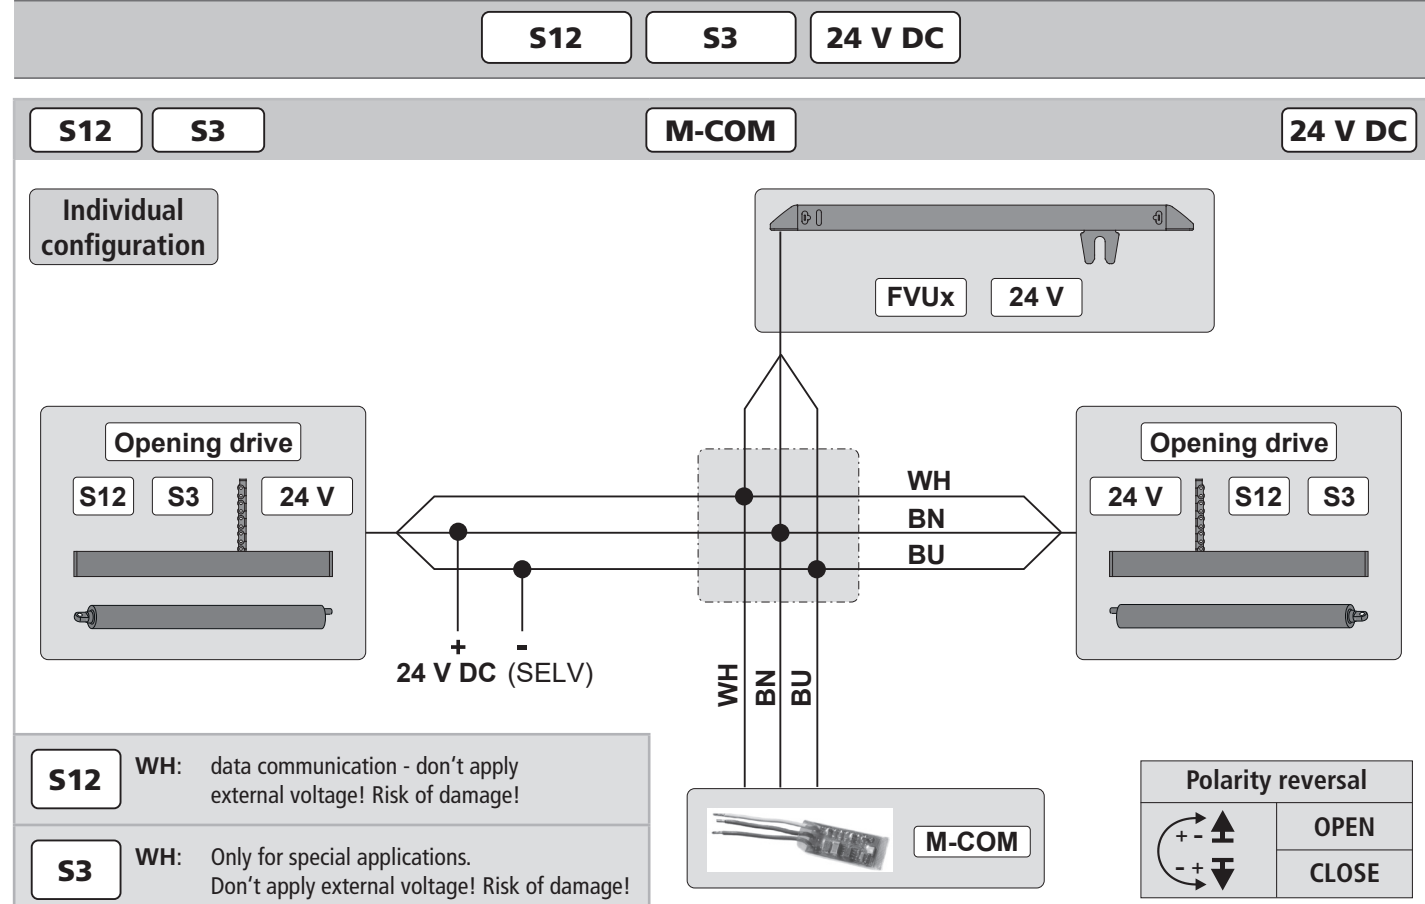 S12 S3 24 V DC
S12 S3 M-COM 24 V DC
Individual
configuration
FVUx 24 V
Opening drive
S12 S3 24 V
Opening drive
24 V S12 S3
WH
BN
BU
+ -
24 V DC (SELV)
WH BN BU
S12 WH: data communication - don't apply
external voltage! Risk of damage!
S3 WH: Only for special applications.
Don't apply external voltage! Risk of damage!
M-COM
Polarity reversal
+ - OPEN
- + CLOSE